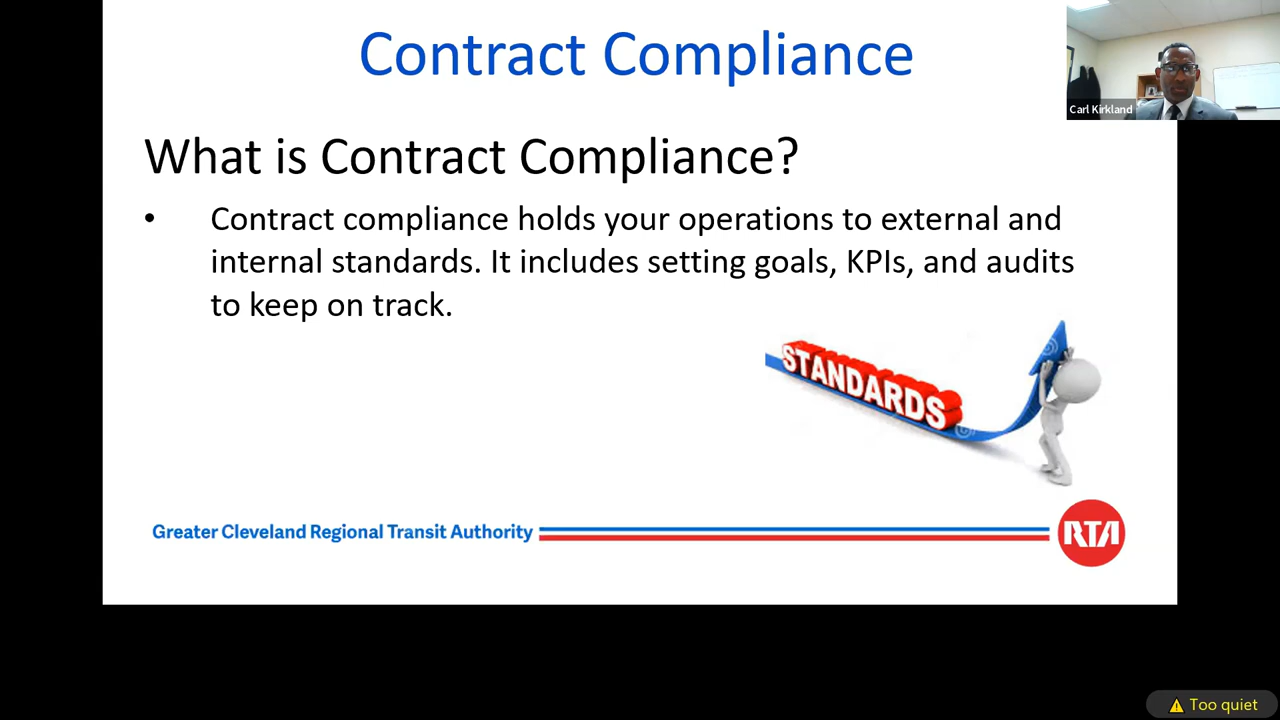 Contract Compliance
Carl Kirkland
What is Contract Compliance?
• Contract compliance holds your operations to external and
internal standards. It includes setting goals, KPIs, and audits
to keep on track.
STANDARDS
Greater Cleveland Regional Transit Authority
RTA
Too quiet